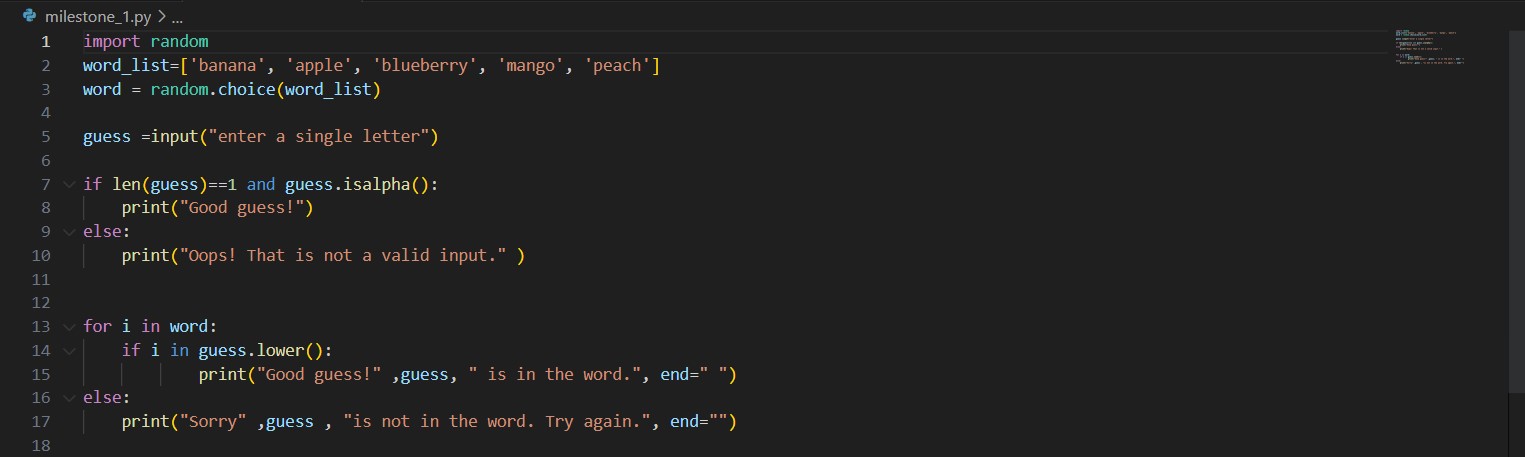 milestone_1.py > ...
1 import random
2 word_list=['banana', 'apple', 'blueberry', 'mango', 'peach']
3 word = random.choice(word_list)
4
5 guess =input("enter a single letter")
6
7 if len(guess)==1 and guess.isalpha():
8     print("Good guess!")
9 else:
10     print("Oops! That is not a valid input." )
11
12
13 for i in word:
14     if i in guess.lower():
15             print("Good guess!" ,guess, " is in the word.", end=" ")
16 else:
17     print("Sorry" ,guess , "is not in the word. Try again.", end="")
18